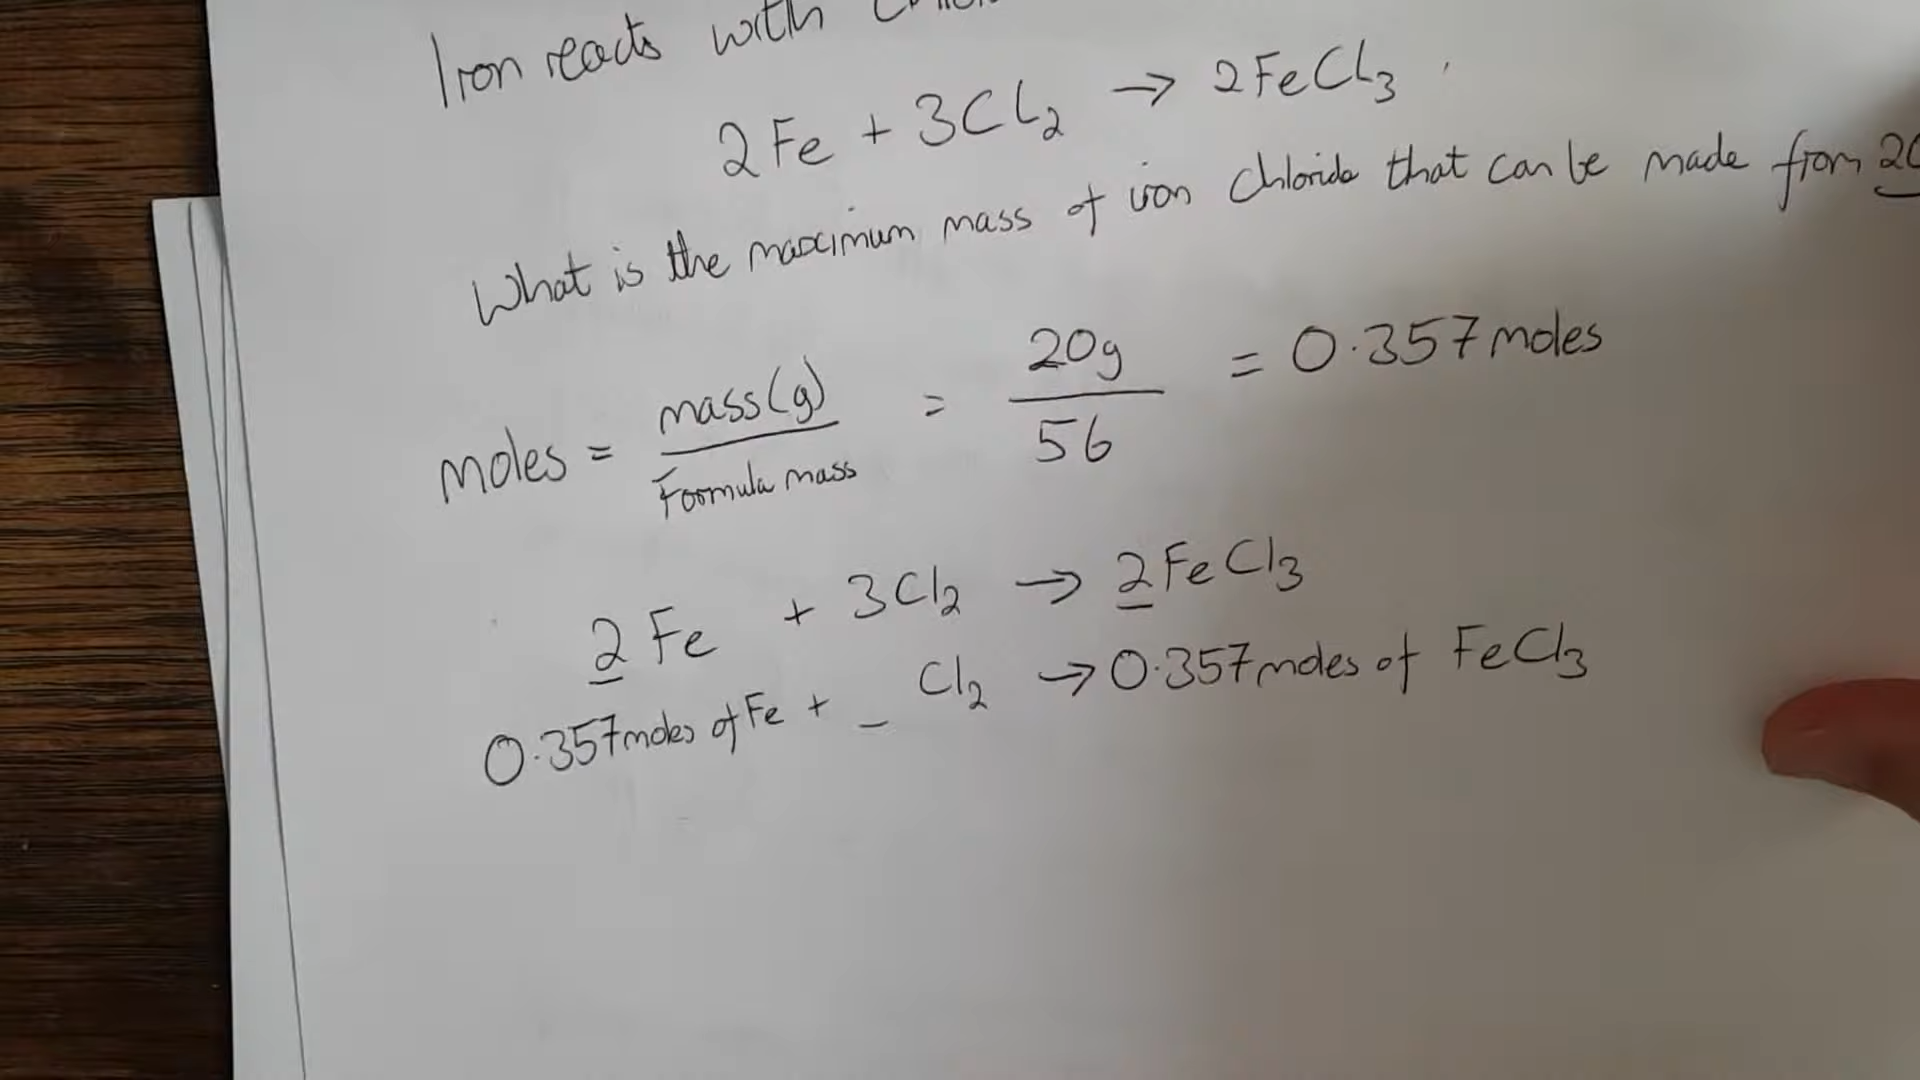 Iron reacts with
2Fe + 3Cl₂ → 2FeCl₃
What is the maximum mass of iron chloride that can be made from 20
moles = mass(g) / Formula mass = 20g / 56 = 0.357 moles
2Fe + 3Cl₂ → 2FeCl₃
0.357 moles of Fe + _ Cl₂ → 0.357 moles of FeCl₃